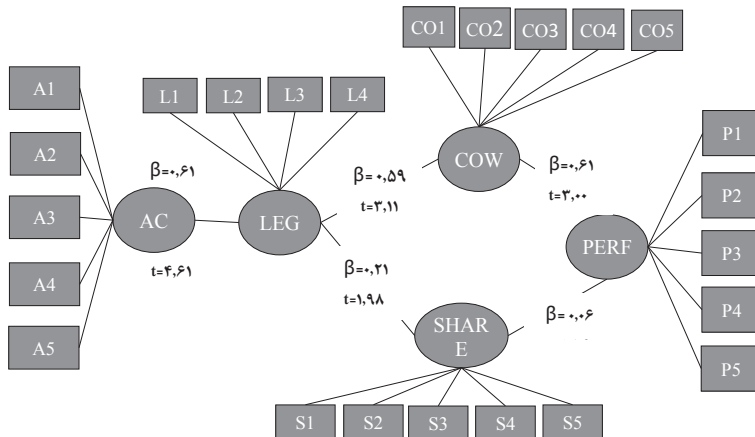 CO1
CO2
CO3
CO4
CO5
A1
L1
L2
L3
L4
P1
A2
β=۰,۶۱
COW
β=۰,۵۹
β=۰,۶۱
t=۳,۱۱
t=۳,۰۰
P2
A3
AC
LEG
PERF
P3
A4
t=۴,۶۱
β=۰,۲۱
t=۱,۹۸
SHAR
E
β=۰,۰۶
P4
A5
P5
S1
S2
S3
S4
S5